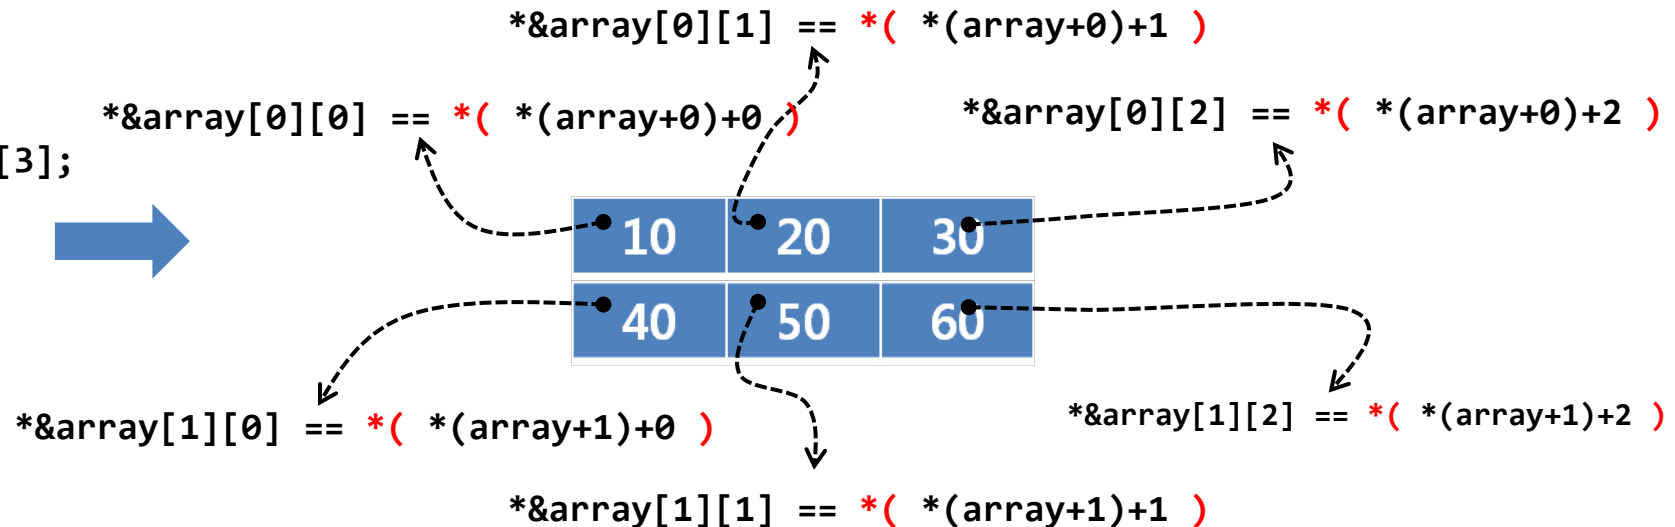 *&array[0][1] == *( *(array+0)+1 )
*&array[0][0] == *( *(array+0)+0 )
*&array[0][2] == *( *(array+0)+2 )
[3];
10 20 30
40 50 60
*&array[1][0] == *( *(array+1)+0 )
*&array[1][2] == *( *(array+1)+2 )
*&array[1][1] == *( *(array+1)+1 )